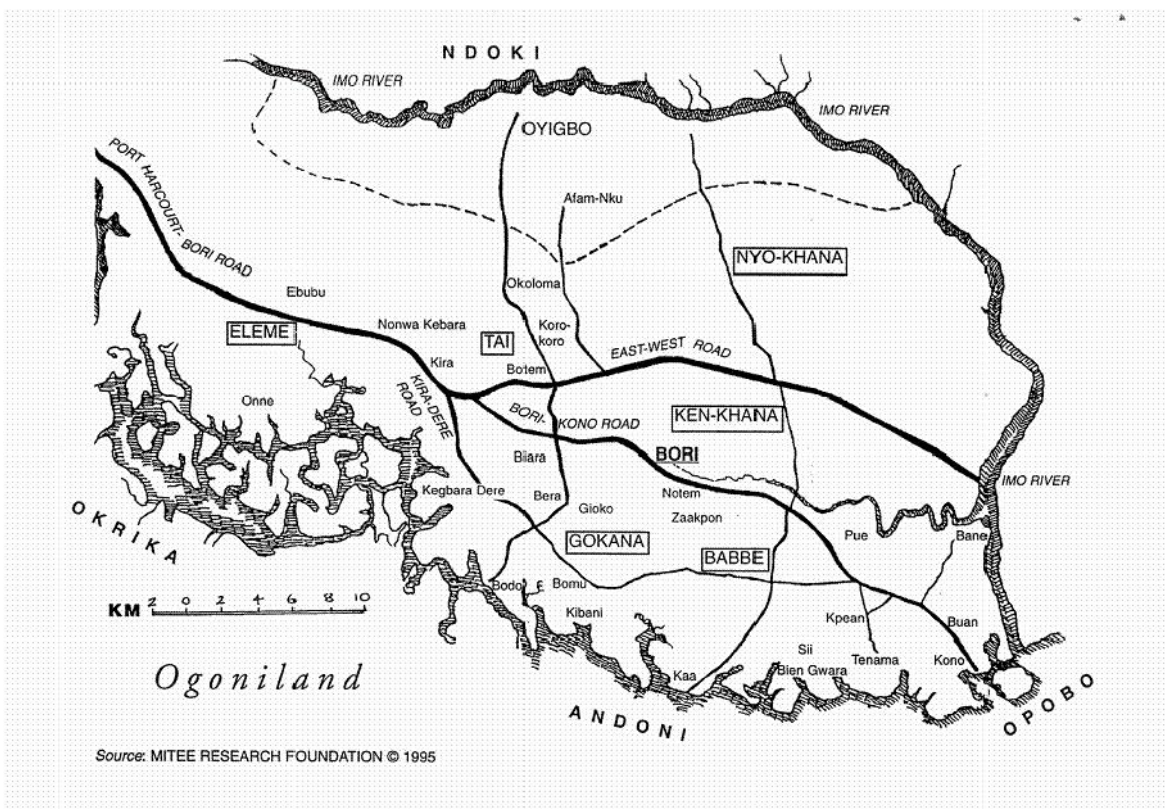 NDOKI
IMO RIVER
IMO RIVER
OYIGBO
PORT HARCOURT-
BORI ROAD
Afam-Nku
NYO-KHANA
Okoloma
Ebubu
Nonwa Kebara
ELEME
TAI
Koro-
koro
EAST-WEST ROAD
Kira
Botem
KIRA-DERE
ROAD
Onne
BORI-
KONO ROAD
KEN-KHANA
Biara
BORI
IMO RIVER
Kegbara Dere
Bera
Notem
Gioko
Zaakpon
OKRIKA
GOKANA
BABBE
Pue
Bane
Bodo
Bomu
KM 2 0 2 4 6 8 10
Kibani
Kpean
Buan
Sii
Bien Gwara
Tenama
Kono
Kaa
Ogoniland
ANDONI
OPOBO
Source: MITEE RESEARCH FOUNDATION © 1995